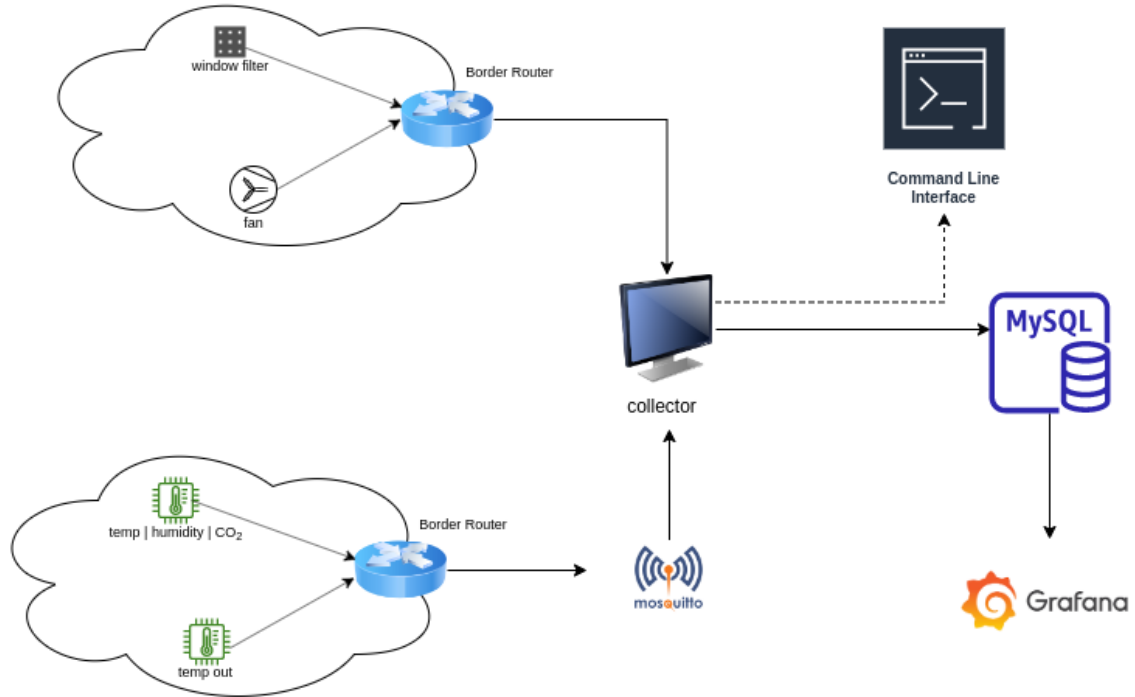 window filter
Border Router
fan
Command Line
Interface
MySQL
collector
temp | humidity | CO₂
Border Router
mosquitto
Grafana
temp out